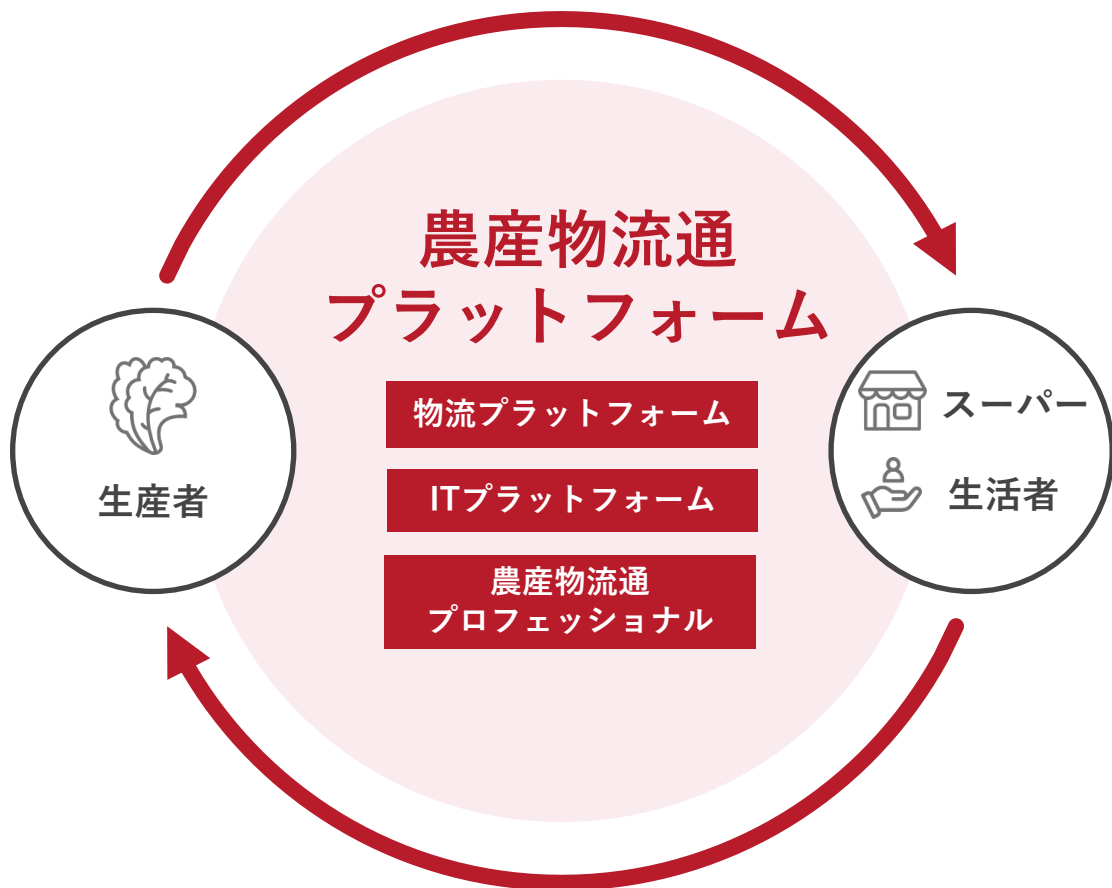 農産物流通
プラットフォーム
物流プラットフォーム
ITプラットフォーム
農産物流通
プロフェッショナル
生産者
スーパー
生活者